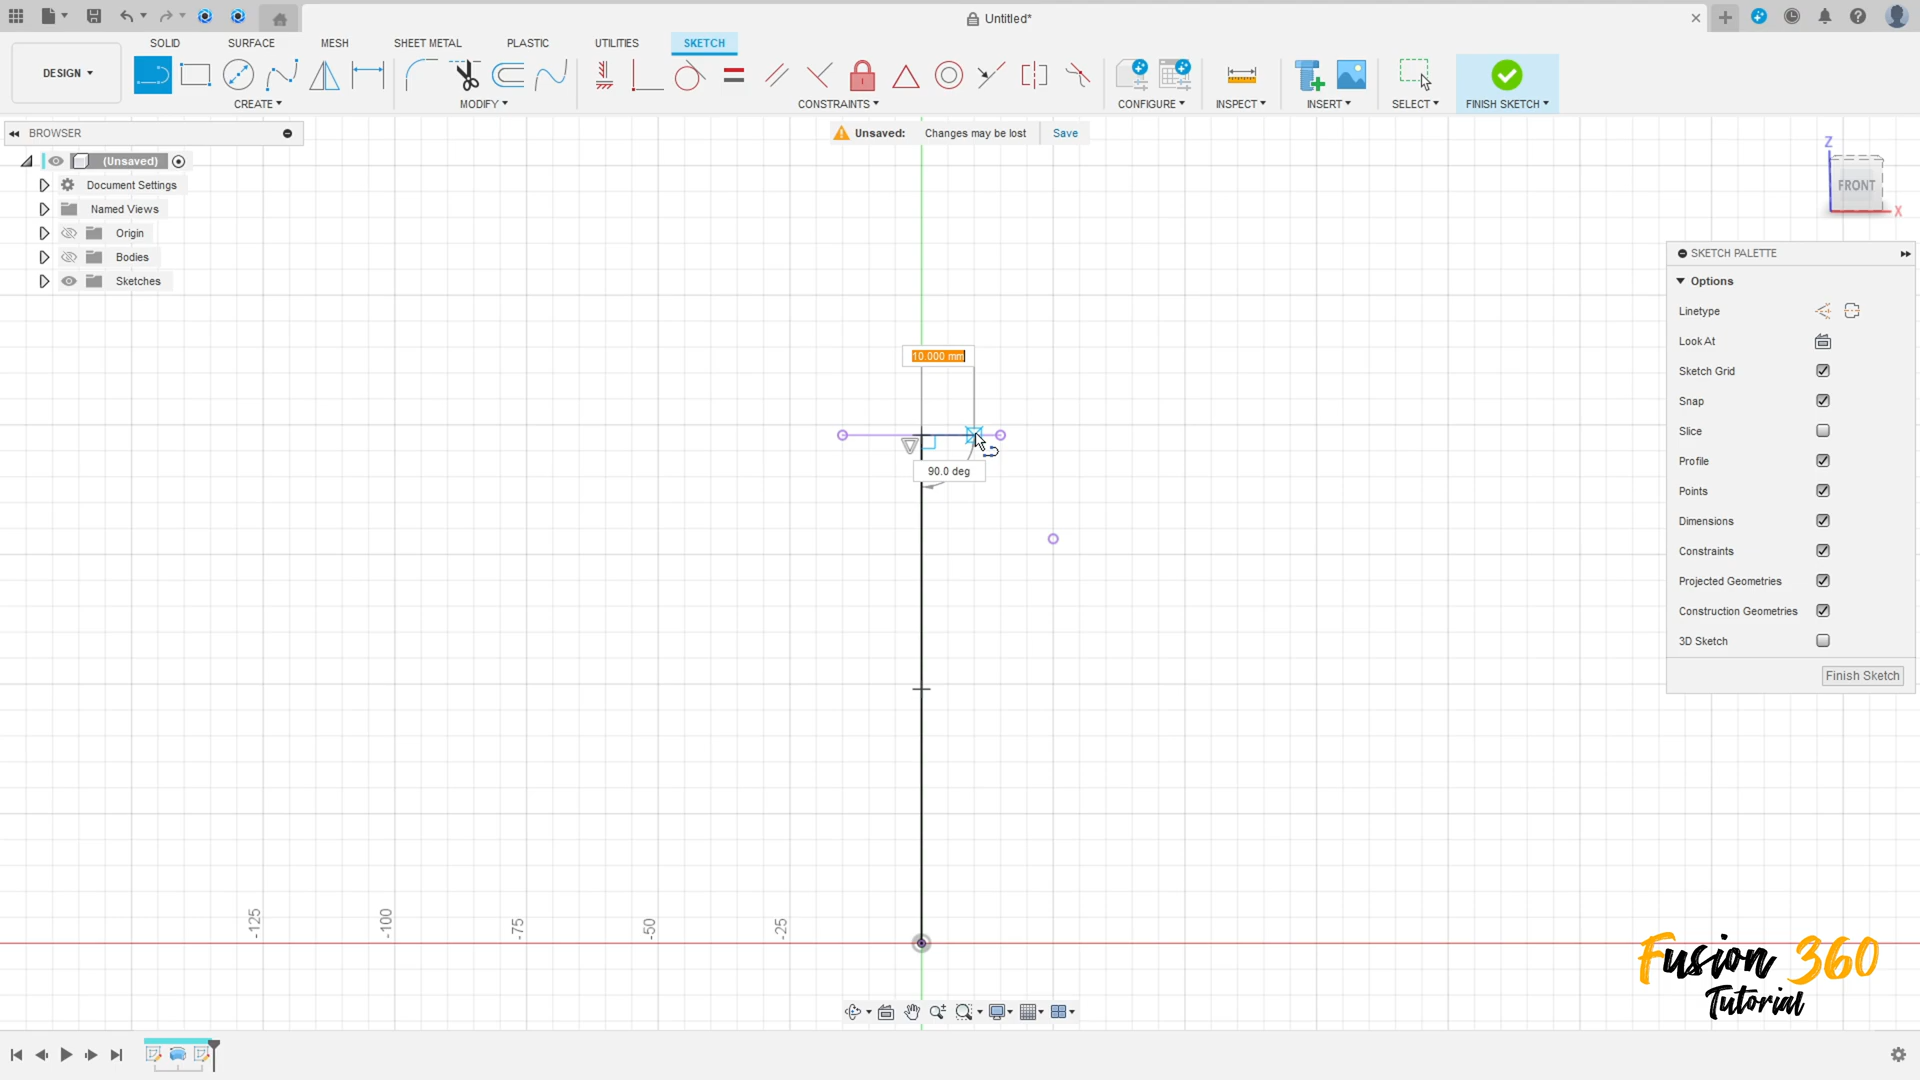 Untitled*
DESIGN
SOLID
SURFACE
MESH
SHEET METAL
PLASTIC
UTILITIES
SKETCH
CREATE
MODIFY
CONSTRAINTS
CONFIGURE
INSPECT
INSERT
SELECT
FINISH SKETCH
BROWSER
Unsaved: Changes may be lost Save
(Unsaved)
Document Settings
Named Views
Origin
Bodies
Sketches
Z
FRONT
X
SKETCH PALETTE
Options
Linetype
Look At
Sketch Grid
Snap
Slice
Profile
Points
Dimensions
Constraints
Projected Geometries
Construction Geometries
3D Sketch
Finish Sketch
10.000 mm
90.0 deg
-125
-100
-75
-50
-25
Fusion 360
Tutorial